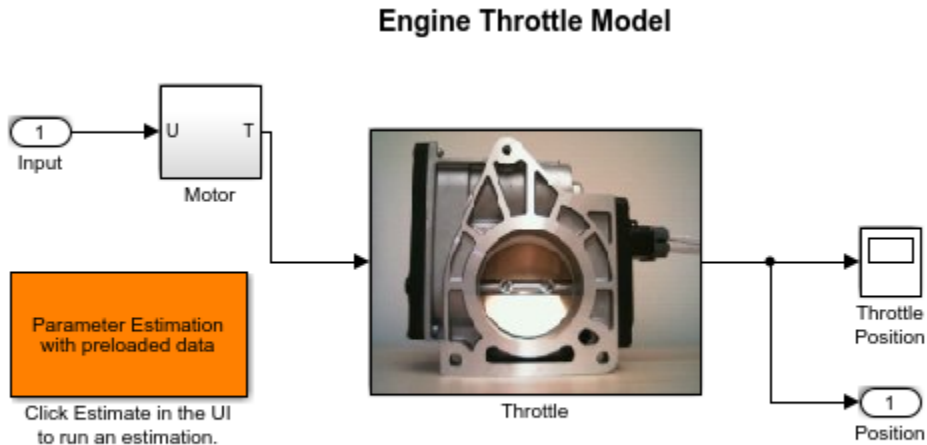 Engine Throttle Model
1
Input
U T
Motor
Parameter Estimation
with preloaded data
Click Estimate in the UI
to run an estimation.
Throttle
Throttle
Position
1
Position